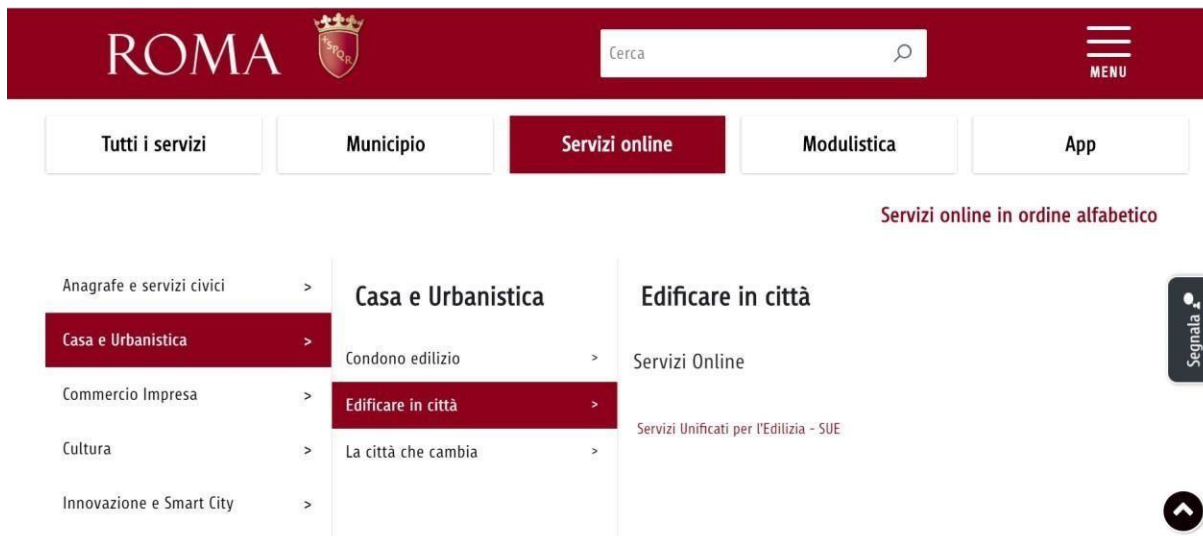 ROMA
SPQR
Cerca
MENU
Tutti i servizi
Municipio
Servizi online
Modulistica
App
Servizi online in ordine alfabetico
Anagrafe e servizi civici >
Casa e Urbanistica >
Commercio Impresa >
Cultura >
Innovazione e Smart City >
Casa e Urbanistica
Condono edilizio >
Edificare in città >
La città che cambia >
Edificare in città
Servizi Online
Servizi Unificati per l'Edilizia - SUE
Segnala